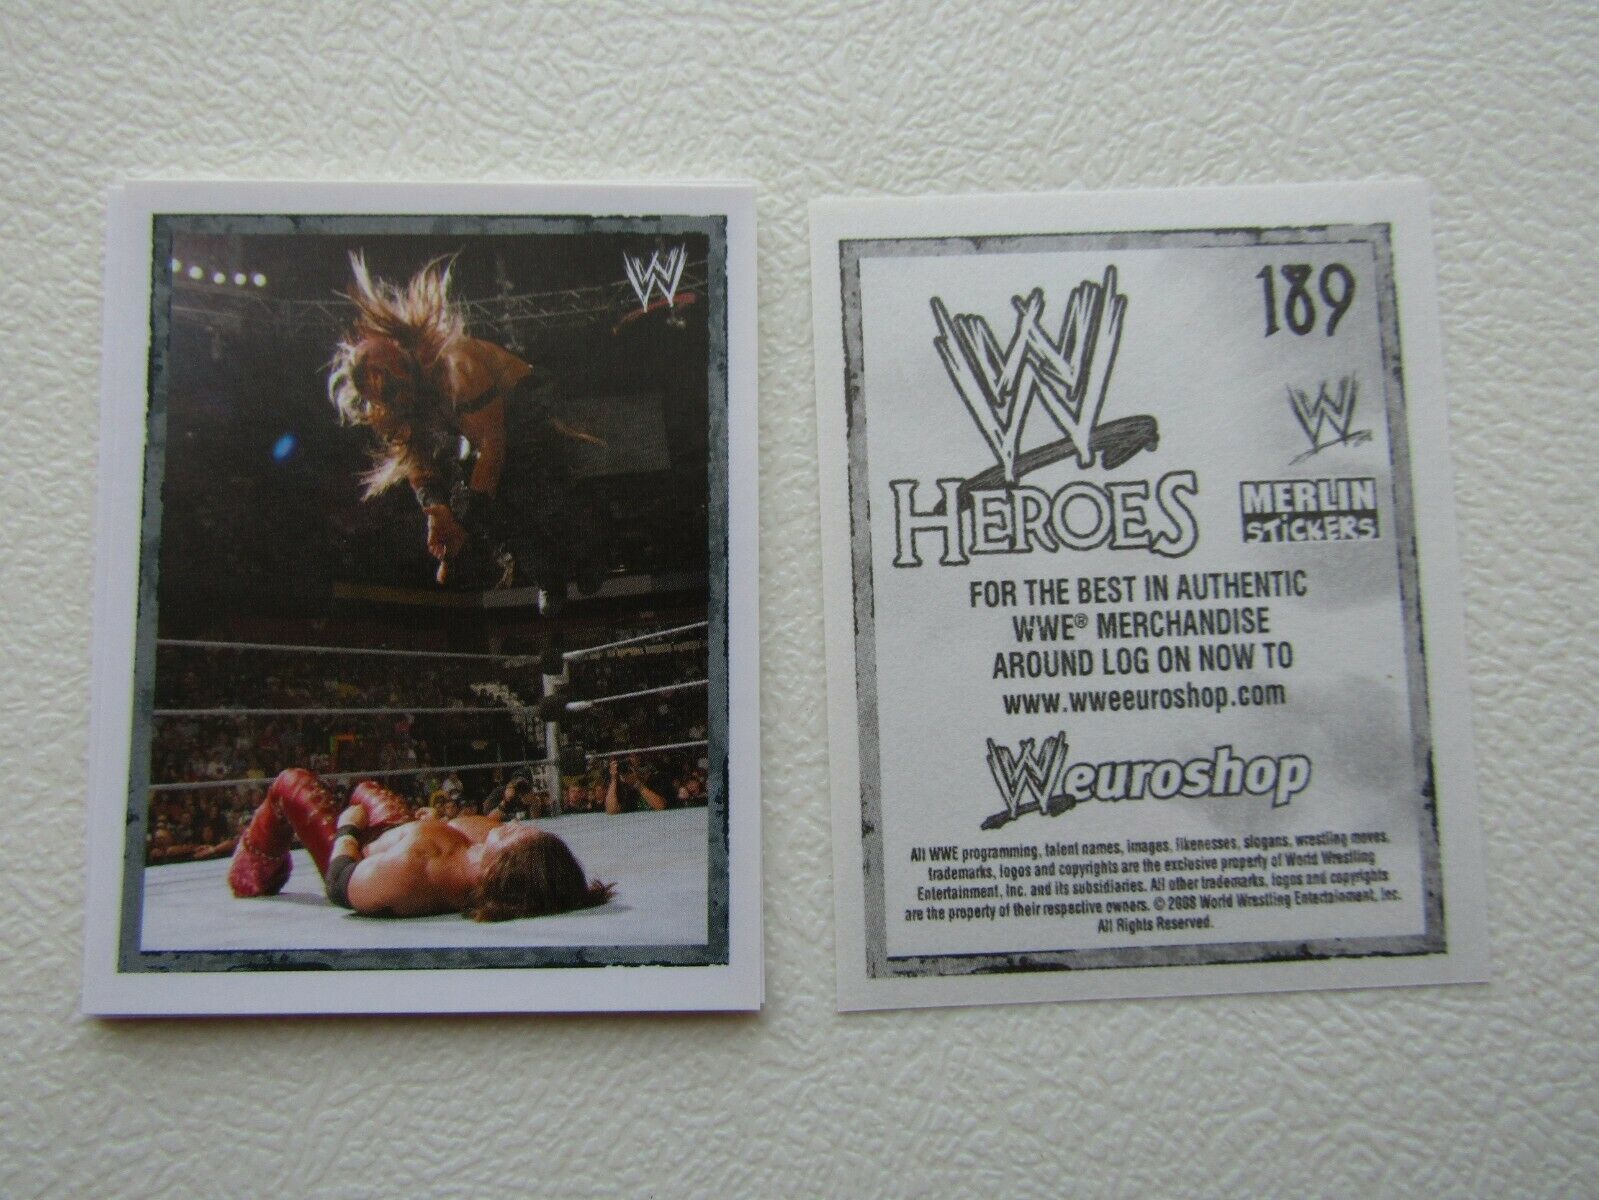 W
189
W
W
HEROES
MERLIN
STICKERS
FOR THE BEST IN AUTHENTIC
WWE® MERCHANDISE
AROUND LOG ON NOW TO
www.wweeuroshop.com
W euroshop
All WWE programming, talent names, images, likenesses, slogans, wrestling moves,
trademarks, logos and copyrights are the exclusive property of World Wrestling
Entertainment, Inc. and its subsidiaries. All other trademarks, logos and copyrights
are the property of their respective owners. © 2008 World Wrestling Entertainment, Inc.
All Rights Reserved.